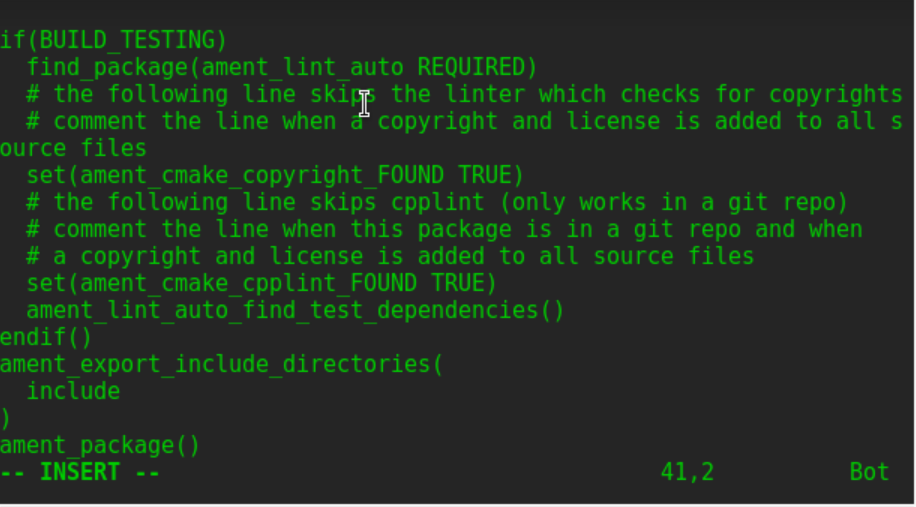 if(BUILD_TESTING)
  find_package(ament_lint_auto REQUIRED)
  # the following line skips the linter which checks for copyrights
  # comment the line when a copyright and license is added to all s
ource files
  set(ament_cmake_copyright_FOUND TRUE)
  # the following line skips cpplint (only works in a git repo)
  # comment the line when this package is in a git repo and when
  # a copyright and license is added to all source files
  set(ament_cmake_cpplint_FOUND TRUE)
  ament_lint_auto_find_test_dependencies()
endif()
ament_export_include_directories(
  include
)
ament_package()
-- INSERT -- 41,2 Bot